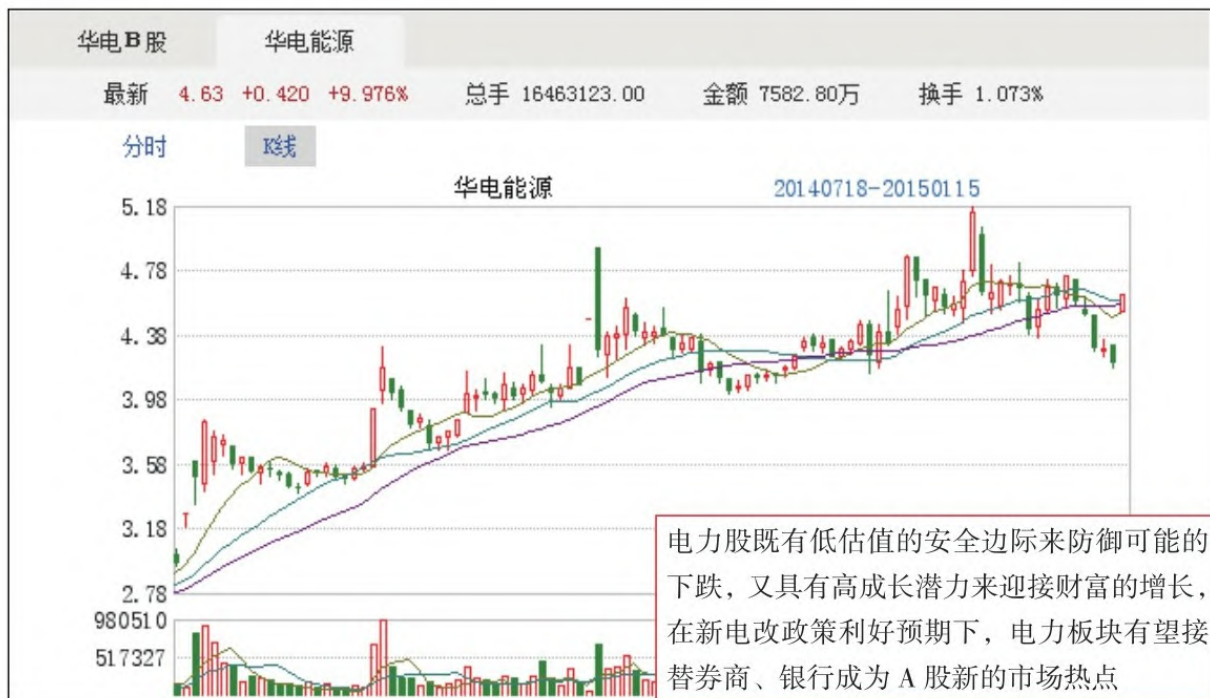 华电B股 华电能源
最新 4.63 +0.420 +9.976% 总手 16463123.00 金额 7582.80万 换手 1.073%
分时 K线
华电能源 20140718-20150115
5.18
4.78
4.38
3.98
3.58
3.18
2.78
980510
517327
电力股既有低估值的安全边际来防御可能的
下跌，又具有高成长潜力来迎接财富的增长，
在新电改政策利好预期下，电力板块有望接
替券商、银行成为 A 股新的市场热点